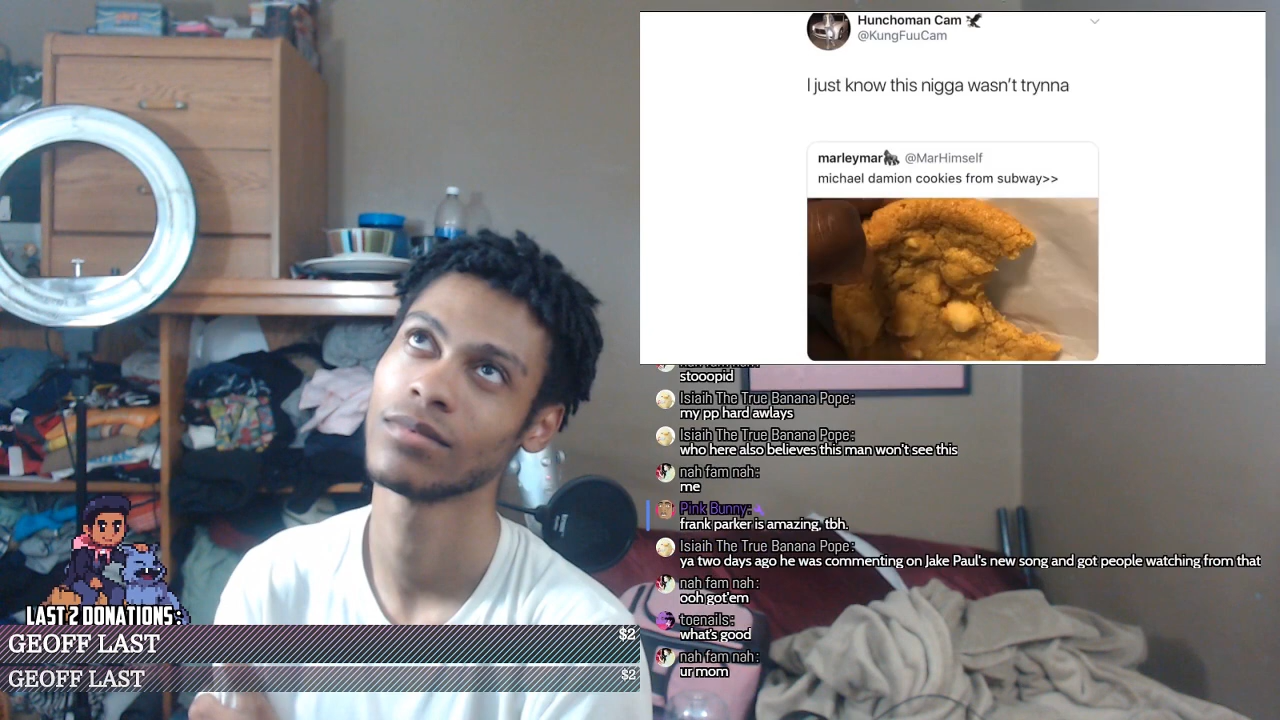 Hunchoman Cam
@KungFuuCam
I just know this nigga wasn't trynna
marleymar @MarHimself
michael damion cookies from subway>>
stooopid
Isiaih The True Banana Pope:
my pp hard awlays
Isiaih The True Banana Pope:
who here also believes this man won't see this
nah fam nah:
me
Pink Bunny:
frank parker is amazing, tbh.
Isiaih The True Banana Pope:
ya two days ago he was commenting on Jake Paul's new song and got people watching from that
nah fam nah:
ooh got'em
toenails:
what's good
nah fam nah:
ur mom
LAST 2 DONATIONS:
GEOFF LAST $2
GEOFF LAST $2